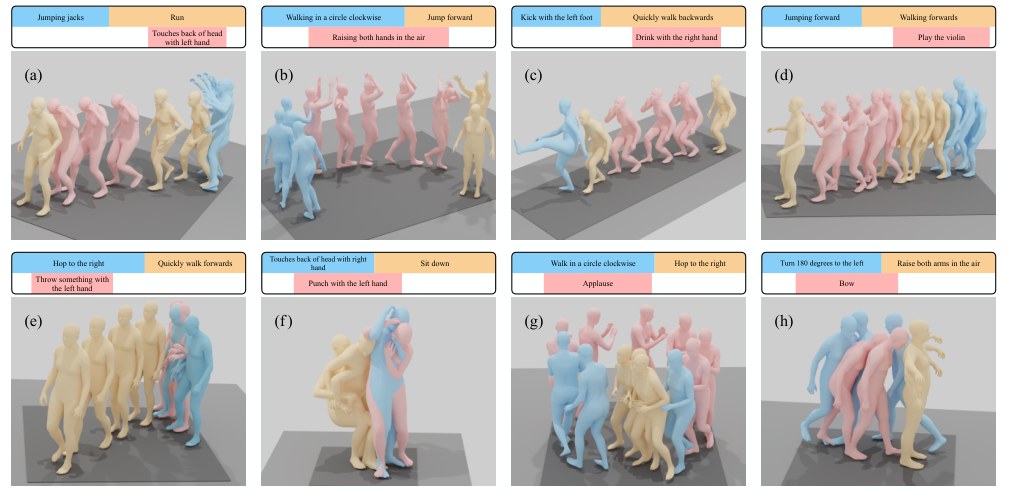 Jumping jacks
Run
Touches back of head
with left hand
(a)
Walking in a circle clockwise
Jump forward
Raising both hands in the air
(b)
Kick with the left foot
Quickly walk backwards
Drink with the right hand
(c)
Jumping forward
Walking forwards
Play the violin
(d)
Hop to the right
Quickly walk forwards
Throw something with
the left hand
(e)
Touches back of head with right
hand
Sit down
Punch with the left hand
(f)
Walk in a circle clockwise
Hop to the right
Applause
(g)
Turn 180 degrees to the left
Raise both arms in the air
Bow
(h)